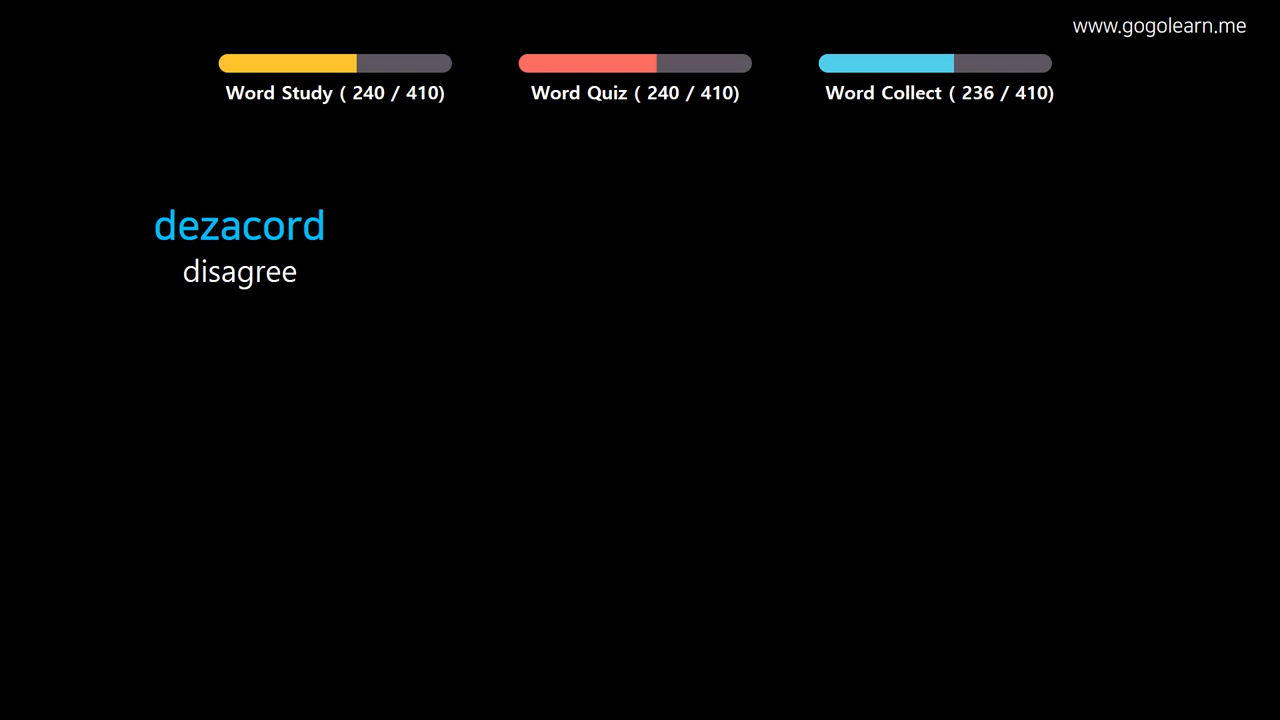 www.gogolearn.me
Word Study ( 240 / 410)
Word Quiz ( 240 / 410)
Word Collect ( 236 / 410)
dezacord
disagree